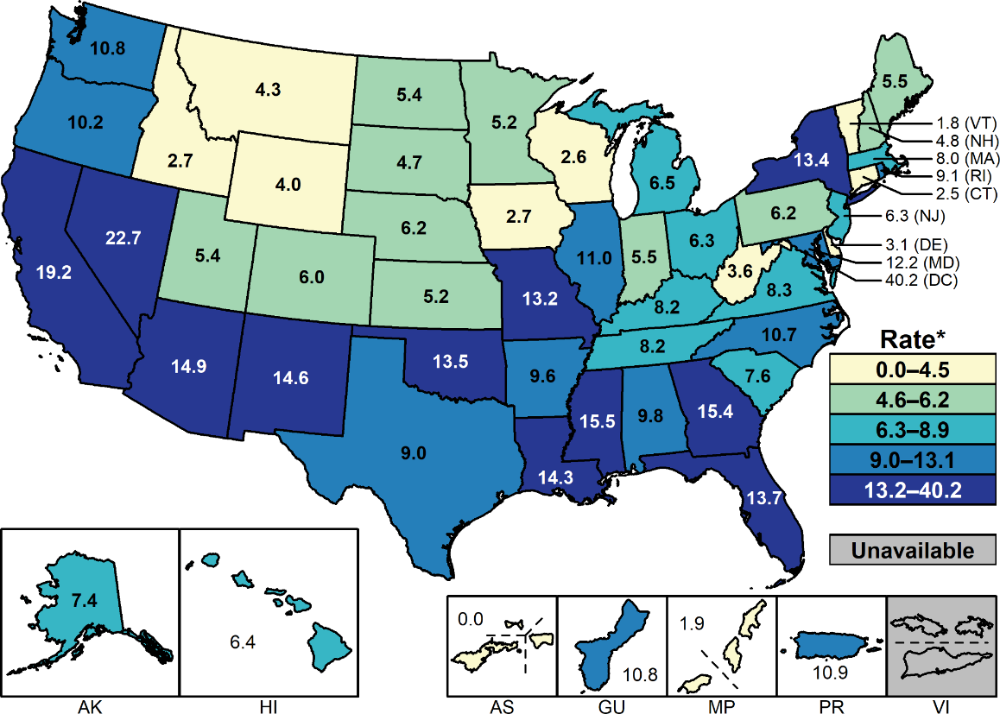 10.8
4.3
5.4
5.2
5.5
10.2
2.7
4.0
4.7
2.6
6.5
13.4
1.8 (VT)
4.8 (NH)
8.0 (MA)
9.1 (RI)
2.5 (CT)
6.3 (NJ)
3.1 (DE)
12.2 (MD)
40.2 (DC)
19.2
22.7
5.4
6.0
6.2
5.2
2.7
11.0
5.5
6.3
6.2
3.6
8.3
13.2
8.2
8.2
10.7
14.9
14.6
13.5
9.6
7.6
9.0
14.3
15.5
9.8
15.4
13.7
Rate*
0.0–4.5
4.6–6.2
6.3–8.9
9.0–13.1
13.2–40.2
Unavailable
7.4
AK
6.4
HI
0.0
AS
10.8
GU
1.9
MP
10.9
PR
VI